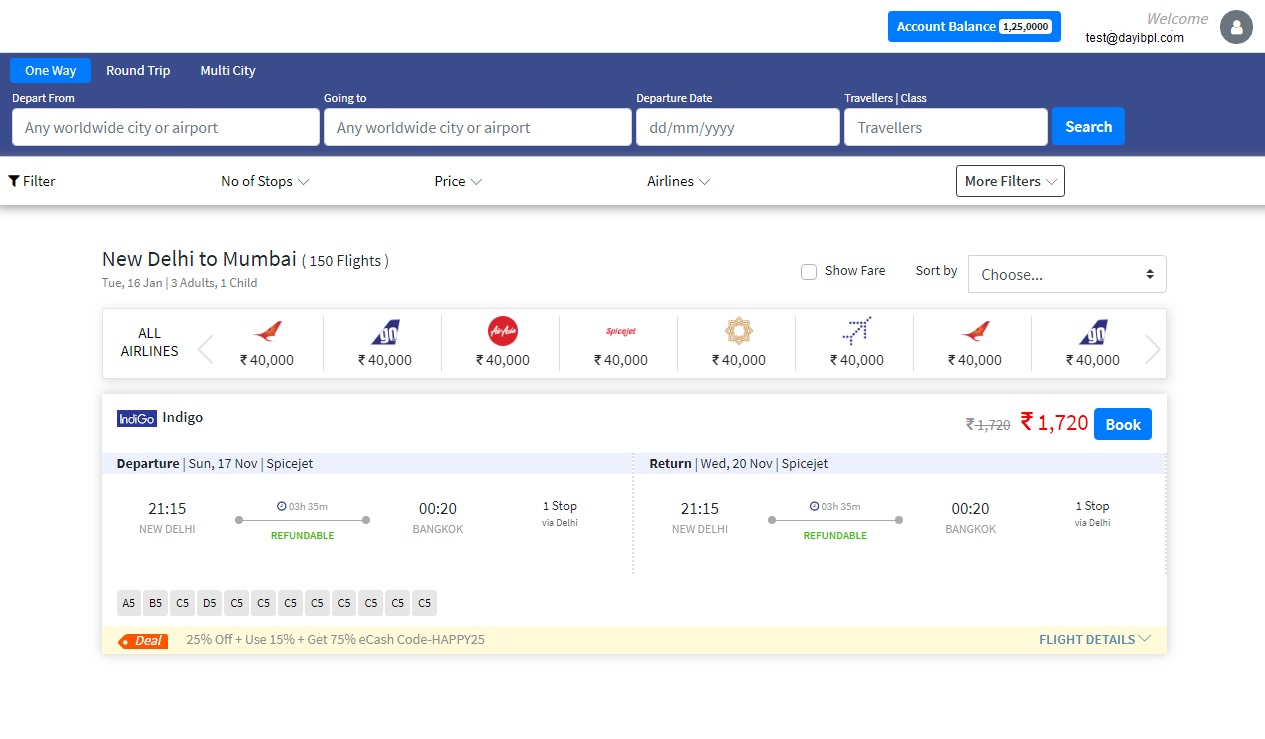 Account Balance 1,25,0000
Welcome
test@dayibpl.com
One Way Round Trip Multi City
Depart From Going to Departure Date Travellers | Class
Any worldwide city or airport Any worldwide city or airport dd/mm/yyyy Travellers Search
Filter No of Stops Price Airlines More Filters
New Delhi to Mumbai ( 150 Flights )
Tue, 16 Jan | 3 Adults, 1 Child
Show Fare Sort by Choose...
ALL AIRLINES
go AirAsia Spicejet go
₹ 40,000 ₹ 40,000 ₹ 40,000 ₹ 40,000 ₹ 40,000 ₹ 40,000 ₹ 40,000 ₹ 40,000
IndiGo Indigo ₹ 1,720 ₹ 1,720 Book
Departure | Sun, 17 Nov | Spicejet Return | Wed, 20 Nov | Spicejet
21:15 03h 35m 00:20 1 Stop 21:15 03h 35m 00:20 1 Stop
NEW DELHI REFUNDABLE BANGKOK via Delhi NEW DELHI REFUNDABLE BANGKOK via Delhi
A5 B5 C5 D5 C5 C5 C5 C5 C5 C5 C5 C5
Deal 25% Off + Use 15% + Get 75% eCash Code-HAPPY25 FLIGHT DETAILS